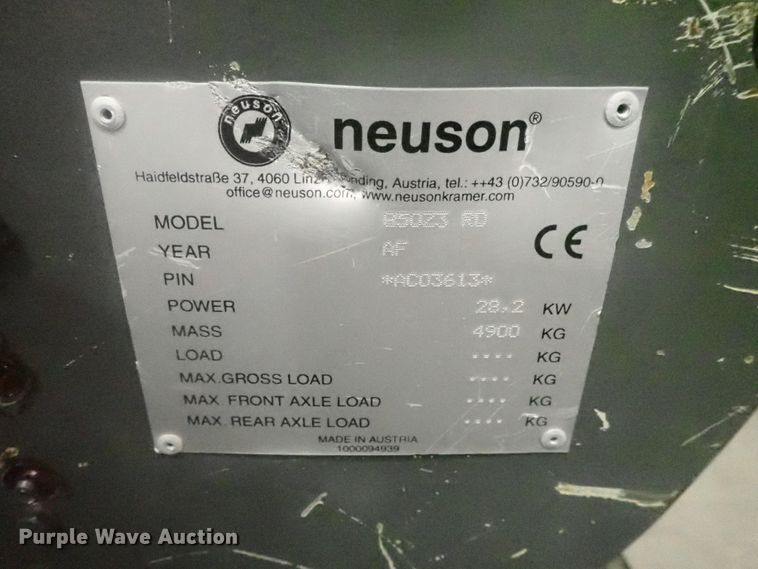 neuson
neuson®
Haidfeldstraße 37, 4060 Linz, Austria, tel.: ++43 (0)732/90590-0
office@neuson.com, www.neusonkramer.com
MODEL 850Z3 RD
YEAR AF
PIN *AC03613*
POWER 28,2 KW
MASS 4900 KG
LOAD .... KG
MAX.GROSS LOAD .... KG
MAX. FRONT AXLE LOAD .... KG
MAX. REAR AXLE LOAD .... KG
CE
MADE IN AUSTRIA
1000094939
Purple Wave Auction